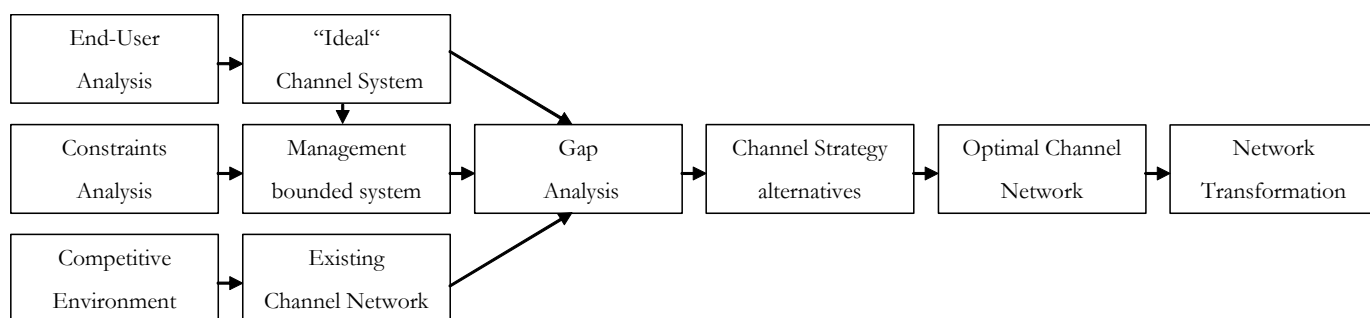 End-User
Analysis
“Ideal“
Channel System
Constraints
Analysis
Management
bounded system
Gap
Analysis
Channel Strategy
alternatives
Optimal Channel
Network
Network
Transformation
Competitive
Environment
Existing
Channel Network